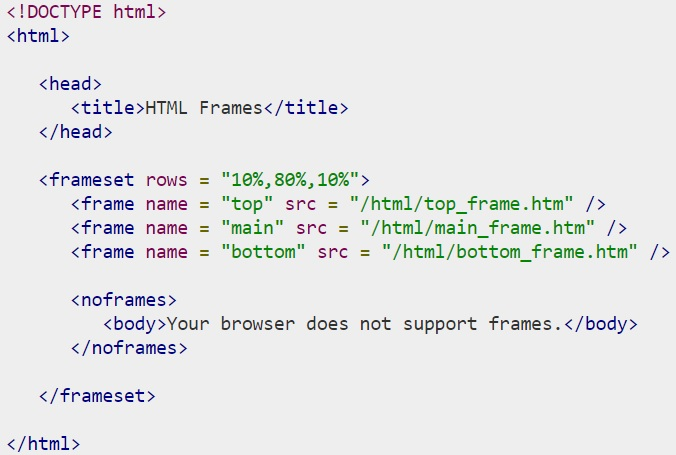 <!DOCTYPE html>
<html>
<head>
<title>HTML Frames</title>
</head>
<frameset rows = "10%,80%,10%">
<frame name = "top" src = "/html/top_frame.htm" />
<frame name = "main" src = "/html/main_frame.htm" />
<frame name = "bottom" src = "/html/bottom_frame.htm" />
<noframes>
<body>Your browser does not support frames.</body>
</noframes>
</frameset>
</html>